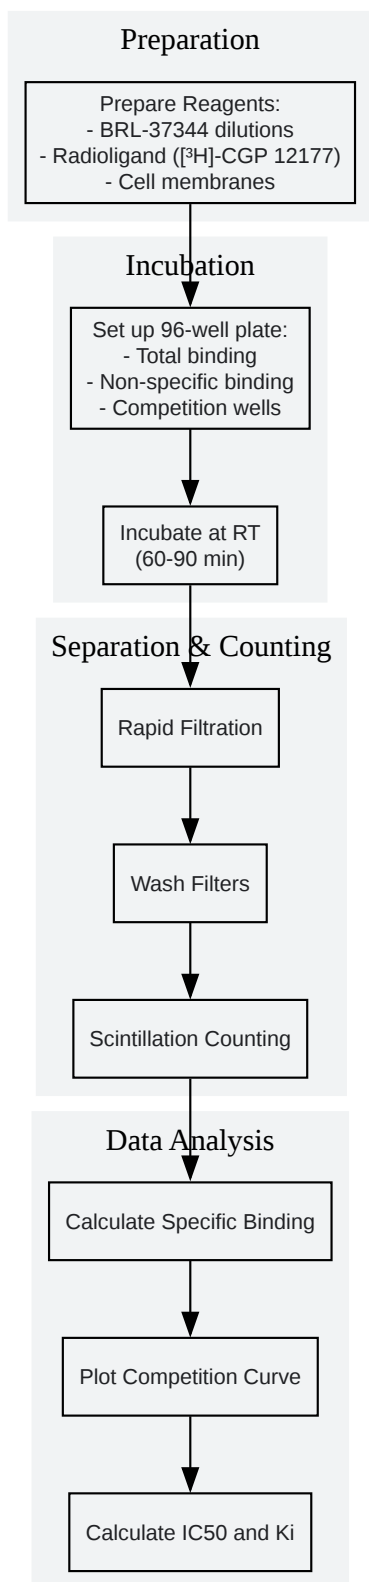 Preparation
Prepare Reagents:
- BRL-37344 dilutions
- Radioligand ([³H]-CGP 12177)
- Cell membranes
Incubation
Set up 96-well plate:
- Total binding
- Non-specific binding
- Competition wells
Incubate at RT
(60-90 min)
Separation & Counting
Rapid Filtration
Wash Filters
Scintillation Counting
Data Analysis
Calculate Specific Binding
Plot Competition Curve
Calculate IC50 and Ki